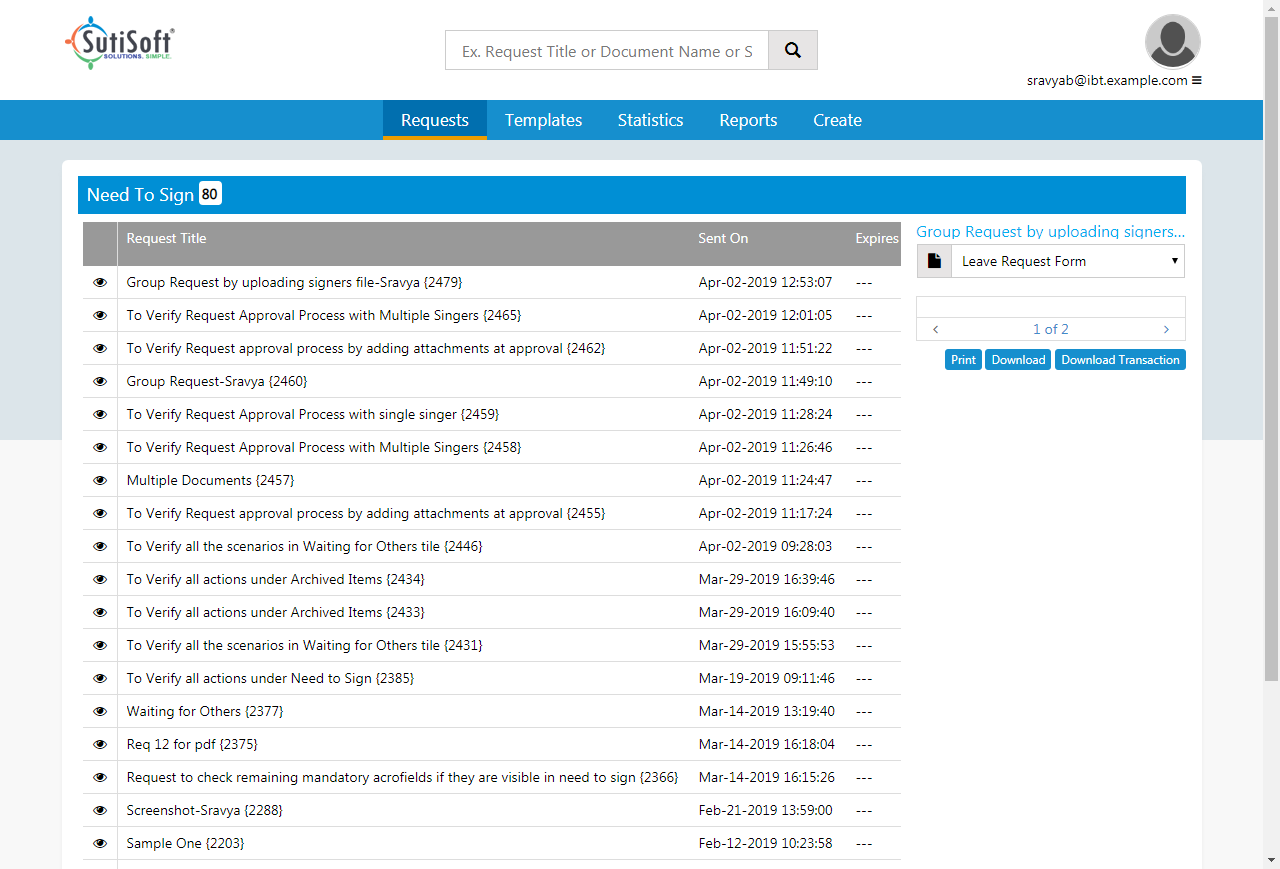 SutiSoft®
SOLUTIONS. SIMPLE.
Ex. Request Title or Document Name or S
sravyab@ibt.example.com
Requests Templates Statistics Reports Create
Need To Sign 80
Request Title Sent On Expires
Group Request by uploading signers file-Sravya {2479} Apr-02-2019 12:53:07 ---
To Verify Request Approval Process with Multiple Singers {2465} Apr-02-2019 12:01:05 ---
To Verify Request approval process by adding attachments at approval {2462} Apr-02-2019 11:51:22 ---
Group Request-Sravya {2460} Apr-02-2019 11:49:10 ---
To Verify Request Approval Process with single singer {2459} Apr-02-2019 11:28:24 ---
To Verify Request Approval Process with Multiple Singers {2458} Apr-02-2019 11:26:46 ---
Multiple Documents {2457} Apr-02-2019 11:24:47 ---
To Verify Request approval process by adding attachments at approval {2455} Apr-02-2019 11:17:24 ---
To Verify all the scenarios in Waiting for Others tile {2446} Apr-02-2019 09:28:03 ---
To Verify all actions under Archived Items {2434} Mar-29-2019 16:39:46 ---
To Verify all actions under Archived Items {2433} Mar-29-2019 16:09:40 ---
To Verify all the scenarios in Waiting for Others tile {2431} Mar-29-2019 15:55:53 ---
To Verify all actions under Need to Sign {2385} Mar-19-2019 09:11:46 ---
Waiting for Others {2377} Mar-14-2019 13:19:40 ---
Req 12 for pdf {2375} Mar-14-2019 16:18:04 ---
Request to check remaining mandatory acrofields if they are visible in need to sign {2366} Mar-14-2019 16:15:26 ---
Screenshot-Sravya {2288} Feb-21-2019 13:59:00 ---
Sample One {2203} Feb-12-2019 10:23:58 ---
Group Request by uploading signers...
Leave Request Form
‹ 1 of 2 ›
Print Download Download Transaction